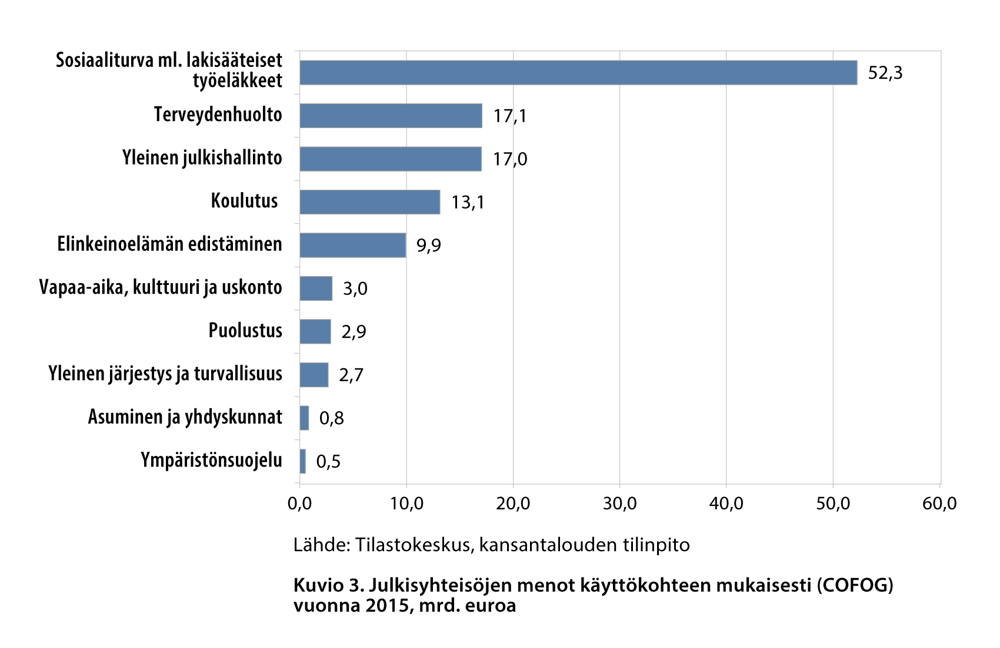 Sosiaaliturva ml. lakisääteiset
työeläkkeet
52,3
Terveydenhuolto
17,1
Yleinen julkishallinto
17,0
Koulutus
13,1
Elinkeinoelämän edistäminen
9,9
Vapaa-aika, kulttuuri ja uskonto
3,0
Puolustus
2,9
Yleinen järjestys ja turvallisuus
2,7
Asuminen ja yhdyskunnat
0,8
Ympäristönsuojelu
0,5
0,0 10,0 20,0 30,0 40,0 50,0 60,0
Lähde: Tilastokeskus, kansantalouden tilinpito
Kuvio 3. Julkisyhteisöjen menot käyttökohteen mukaisesti (COFOG)
vuonna 2015, mrd. euroa